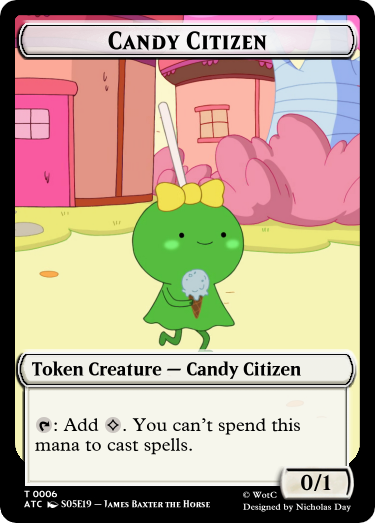 Candy Citizen
Token Creature — Candy Citizen
: Add . You can't spend this
mana to cast spells.
0/1
T 0006
ATC S05E19 – James Baxter the Horse
© WotC
Designed by Nicholas Day